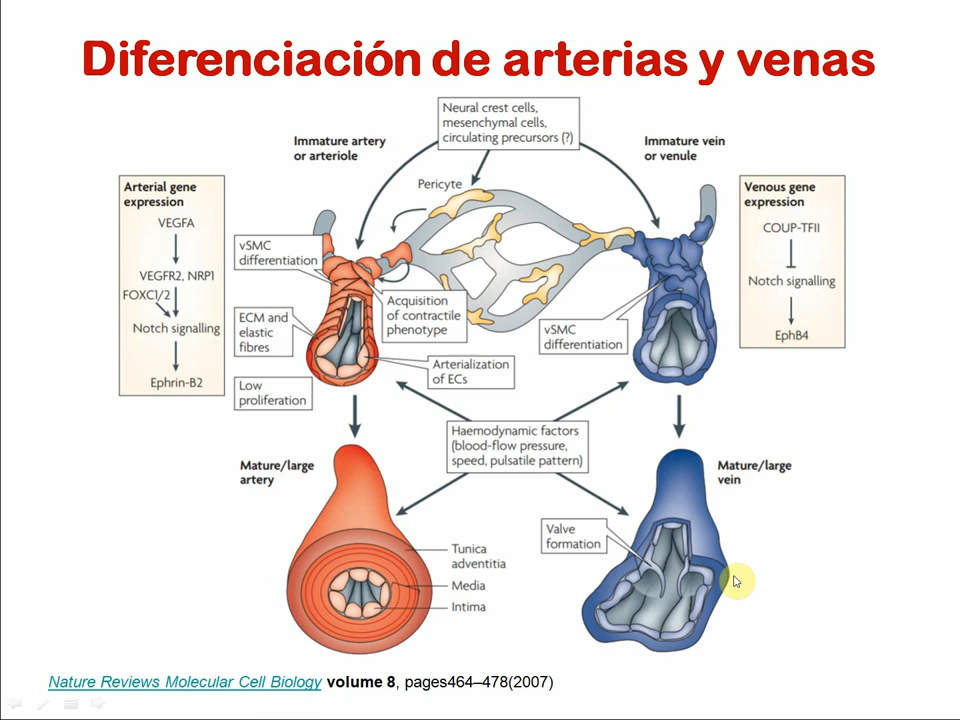 Diferenciación de arterias y venas
Neural crest cells,
mesenchymal cells,
circulating precursors (?)
Immature artery
or arteriole
Immature vein
or venule
Pericyte
Arterial gene
expression
VEGFA
VEGFR2, NRP1
FOXC1/2
Notch signalling
Ephrin-B2
vSMC
differentiation
ECM and
elastic
fibres
Low
proliferation
Acquisition
of contractile
phenotype
Arterialization
of ECs
vSMC
differentiation
Venous gene
expression
COUP-TFII
Notch signalling
EphB4
Haemodynamic factors
(blood-flow pressure,
speed, pulsatile pattern)
Mature/large
artery
Mature/large
vein
Valve
formation
Tunica
adventitia
Media
Intima
Nature Reviews Molecular Cell Biology volume 8, pages464–478(2007)